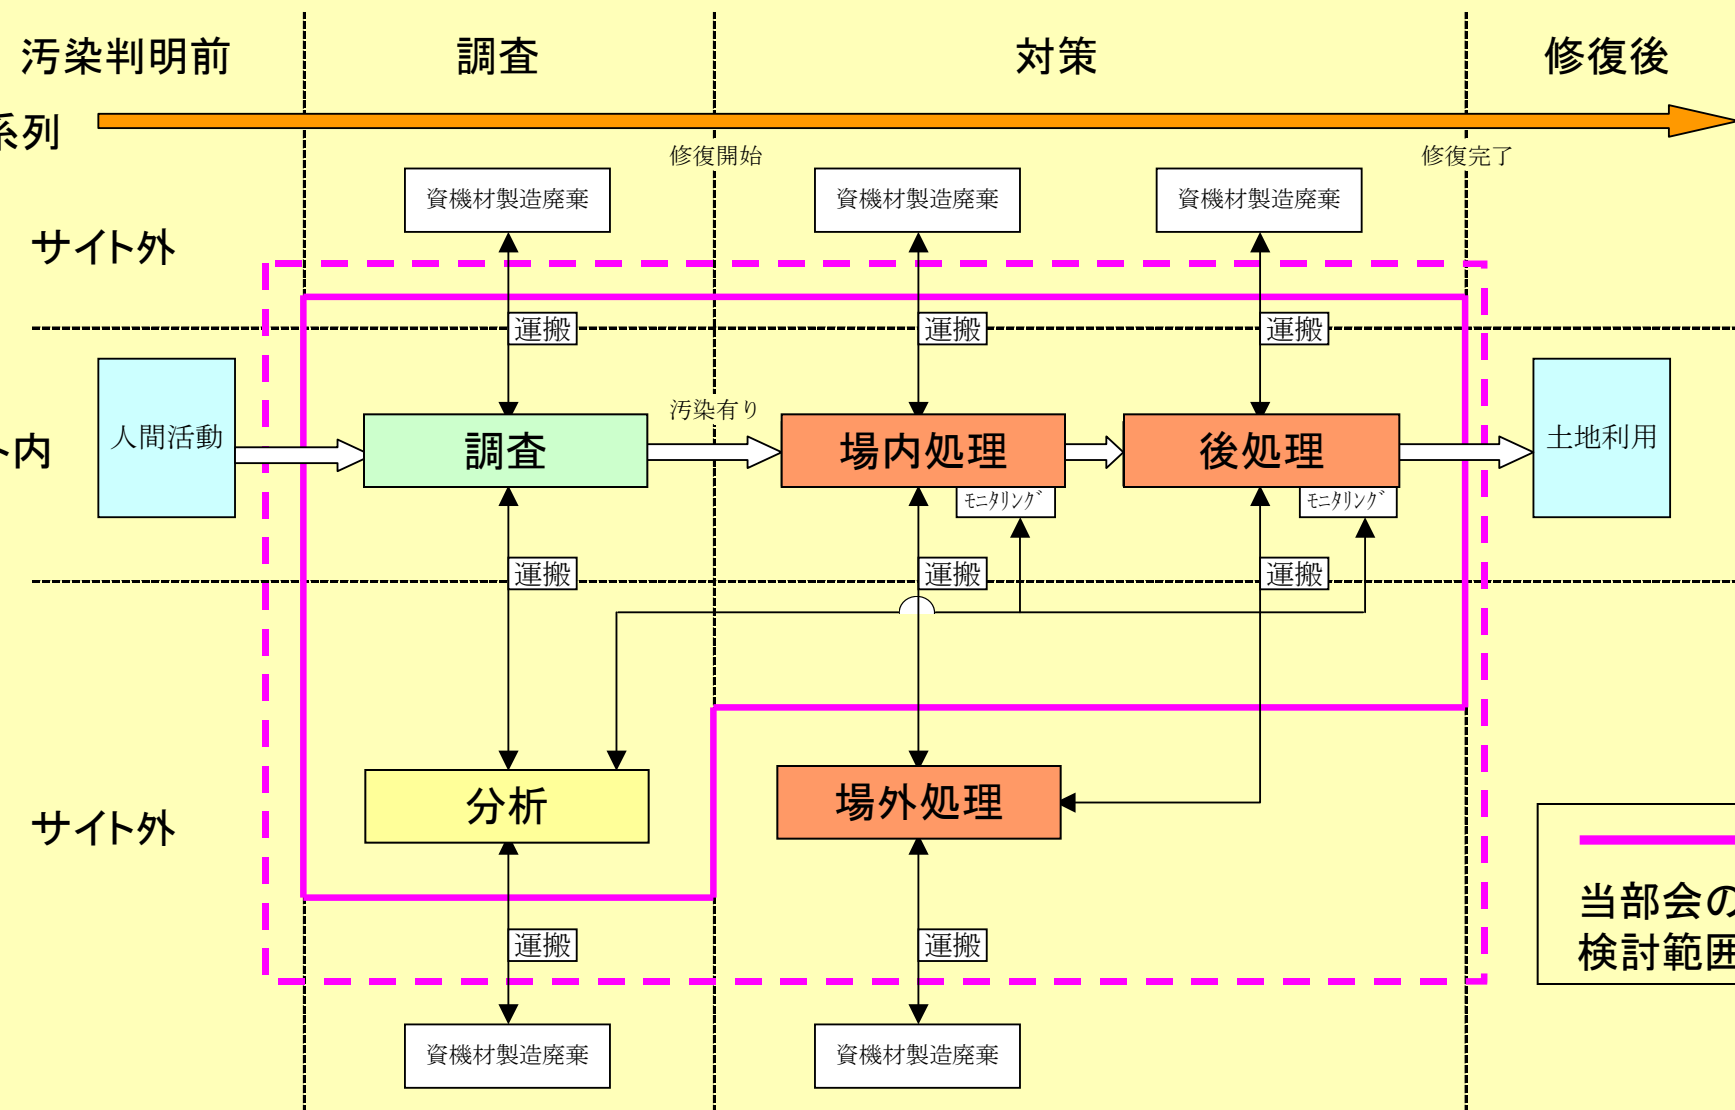 汚染判明前
調査
対策
修復後
系列
修復開始
修復完了
資機材製造廃棄
資機材製造廃棄
資機材製造廃棄
サイト外
運搬
運搬
運搬
人間活動
汚染有り
ト内
調査
場内処理
後処理
土地利用
モニタリング
モニタリング
運搬
運搬
運搬
サイト外
分析
場外処理
当部会の
検討範囲
運搬
運搬
資機材製造廃棄
資機材製造廃棄